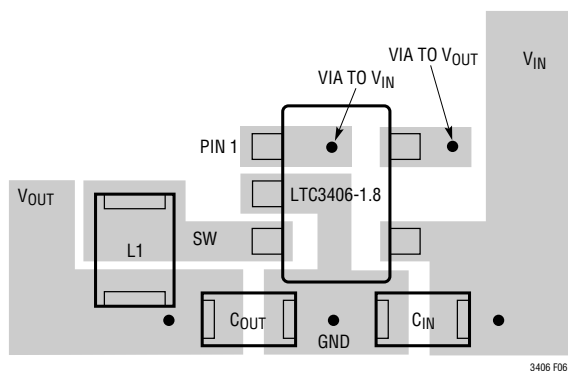 VIA TO VOUT
VIN
VIA TO VIN
PIN 1
LTC3406-1.8
VOUT
L1
SW
COUT
CIN
GND
3406 F06